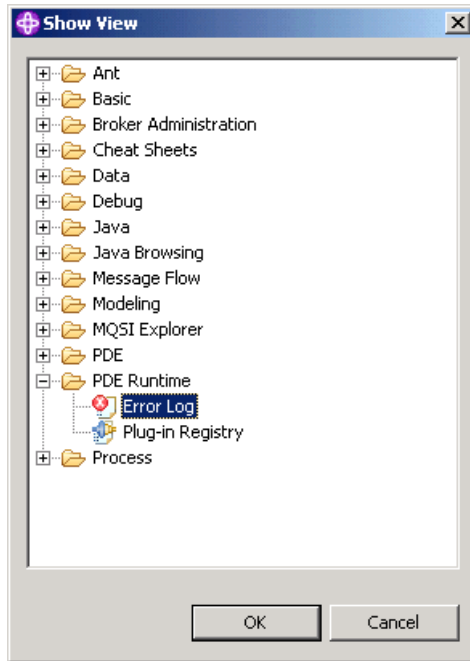 Show View
Ant
Basic
Broker Administration
Cheat Sheets
Data
Debug
Java
Java Browsing
Message Flow
Modeling
MQSI Explorer
PDE
PDE Runtime
Error Log
Plug-in Registry
Process
OK Cancel